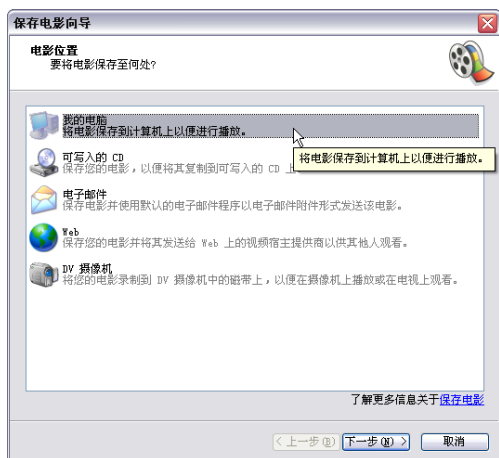 保存电影向导
电影位置
要将电影保存至何处?
我的电脑
将电影保存到计算机上以便进行播放。
可写入的 CD
保存您的电影，以便将其复制到可写入的 CD 上
将电影保存到计算机上以便进行播放。
电子邮件
保存电影并使用默认的电子邮件程序以电子邮件附件形式发送该电影。
Web
保存您的电影并将其发送给 Web 上的视频宿主提供商以供其他人观看。
DV 摄像机
将您的电影录制到 DV 摄像机中的磁带上，以便在摄像机上播放或在电视上观看。
了解更多信息关于保存电影
< 上一步(B) 下一步(N) > 取消